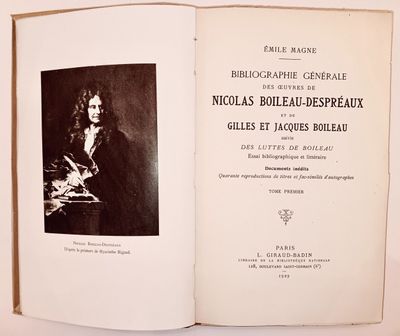 Nicolas Boileau-Despréaux
D'après la peinture de Hyacinthe Rigaud.
ÉMILE MAGNE
BIBLIOGRAPHIE GÉNÉRALE
DES ŒUVRES DE
NICOLAS BOILEAU-DESPRÉAUX
ET DE
GILLES ET JACQUES BOILEAU
suivie
DES LUTTES DE BOILEAU
Essai bibliographique et littéraire
Documents inédits
Quarante reproductions de titres et fac-similés d'autographes
TOME PREMIER
PARIS
L. GIRAUD-BADIN
LIBRAIRE DE LA BIBLIOTHÈQUE NATIONALE
128, BOULEVARD SAINT-GERMAIN (6e)
1929